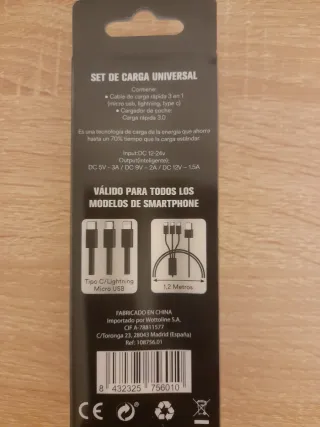 SET DE CARGA UNIVERSAL
Contiene:
• Cable de carga rápida 3 en 1
(micro usb, lightning, type c)
• Cargador de coche:
Carga rápida 3.0
Es una tecnología de carga de la energía que ahorra
hasta un 70% tiempo que la carga estándar
Input:DC 12-24v
Output(inteligente):
DC 5V - 3A / DC 9V - 2A / DC 12V - 1.5A
VÁLIDO PARA TODOS LOS
MODELOS DE SMARTPHONE
Tipo C/Lightning
Micro USB
1,2 Metros
FABRICADO EN CHINA
Importado por Wottoline S.A.
CIF A-78811577
C/Toronga 23, 28043 Madrid (España)
Ref: 108756.01
8 432325 756010
CE